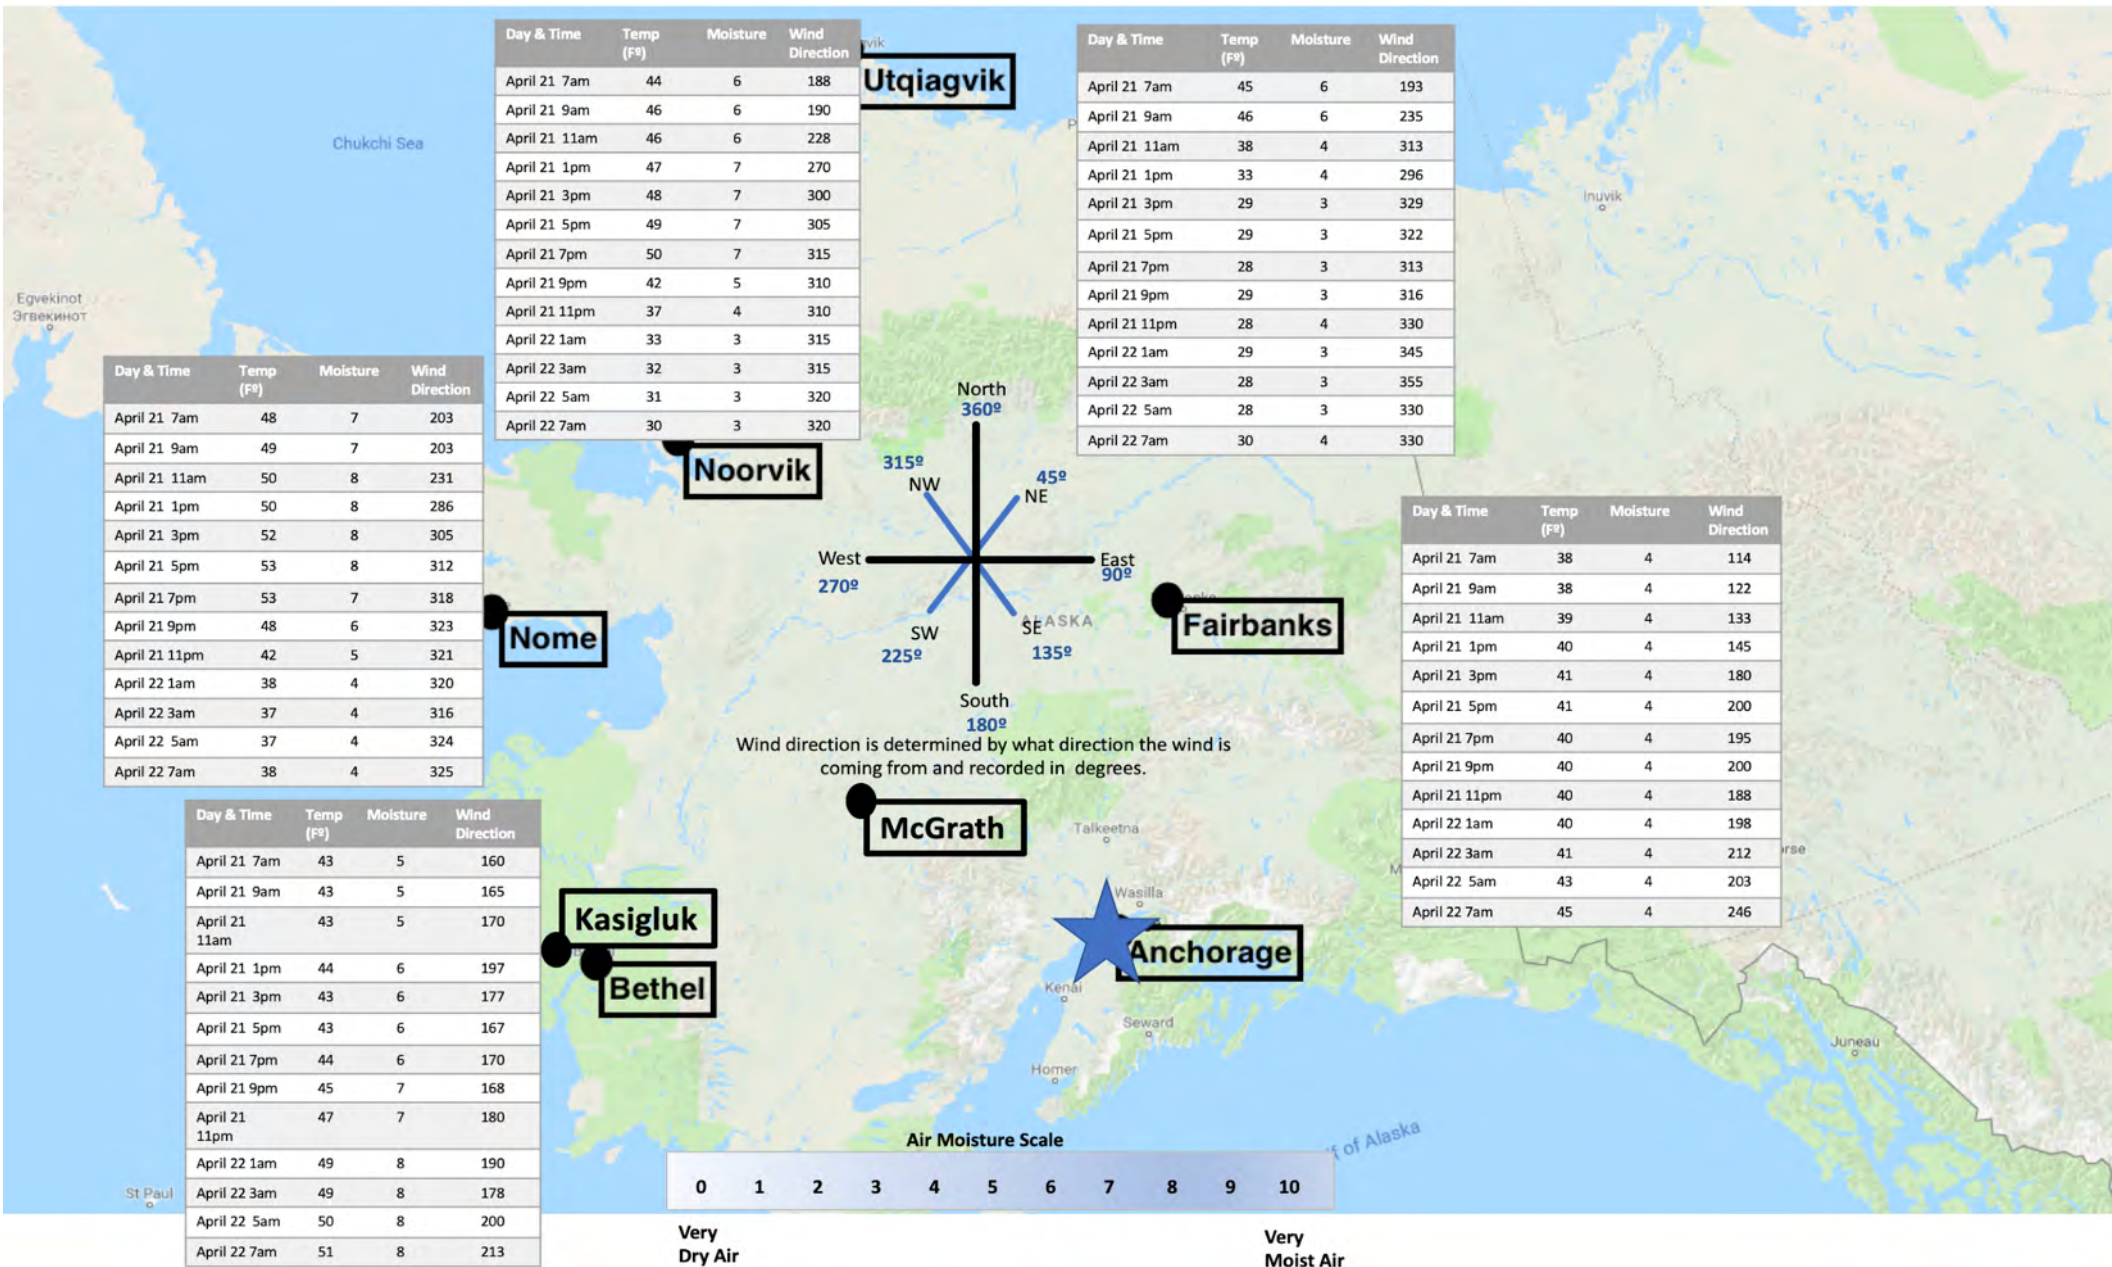 Day & Time Temp (Fº) Moisture Wind Direction
April 21 7am 44 6 188
April 21 9am 46 6 190
April 21 11am 46 6 228
April 21 1pm 47 7 270
April 21 3pm 48 7 300
April 21 5pm 49 7 305
April 21 7pm 50 7 315
April 21 9pm 42 5 310
April 21 11pm 37 4 310
April 22 1am 33 3 315
April 22 3am 32 3 315
April 22 5am 31 3 320
April 22 7am 30 3 320
Utqiagvik
Day & Time Temp (Fº) Moisture Wind Direction
April 21 7am 45 6 193
April 21 9am 46 6 235
April 21 11am 38 4 313
April 21 1pm 33 4 296
April 21 3pm 29 3 329
April 21 5pm 29 3 322
April 21 7pm 28 3 313
April 21 9pm 29 3 316
April 21 11pm 28 4 330
April 22 1am 29 3 345
April 22 3am 28 3 355
April 22 5am 28 3 330
April 22 7am 30 4 330
Chukchi Sea
Inuvik
Egvekinot
Эгвекинот
Day & Time Temp (Fº) Moisture Wind Direction
April 21 7am 48 7 203
April 21 9am 49 7 203
April 21 11am 50 8 231
April 21 1pm 50 8 286
April 21 3pm 52 8 305
April 21 5pm 53 8 312
April 21 7pm 53 7 318
April 21 9pm 48 6 323
April 21 11pm 42 5 321
April 22 1am 38 4 320
April 22 3am 37 4 316
April 22 5am 37 4 324
April 22 7am 38 4 325
Noorvik
Nome
North
360º
315º
NW
45º
NE
West
270º
East
90º
SW
225º
ALASKA
SE
135º
South
180º
Wind direction is determined by what direction the wind is
coming from and recorded in degrees.
Fairbanks
Day & Time Temp (Fº) Moisture Wind Direction
April 21 7am 38 4 114
April 21 9am 38 4 122
April 21 11am 39 4 133
April 21 1pm 40 4 145
April 21 3pm 41 4 180
April 21 5pm 41 4 200
April 21 7pm 40 4 195
April 21 9pm 40 4 200
April 21 11pm 40 4 188
April 22 1am 40 4 198
April 22 3am 41 4 212
April 22 5am 43 4 203
April 22 7am 45 4 246
McGrath
Talkeetna
Wasilla
Anchorage
Kenai
Seward
Homer
Juneau
Day & Time Temp (Fº) Moisture Wind Direction
April 21 7am 43 5 160
April 21 9am 43 5 165
April 21 11am 43 5 170
April 21 1pm 44 6 197
April 21 3pm 43 6 177
April 21 5pm 43 6 167
April 21 7pm 44 6 170
April 21 9pm 45 7 168
April 21 11pm 47 7 180
April 22 1am 49 8 190
April 22 3am 49 8 178
April 22 5am 50 8 200
April 22 7am 51 8 213
Kasigluk
Bethel
St Paul
of Alaska
Air Moisture Scale
0 1 2 3 4 5 6 7 8 9 10
Very
Dry Air
Very
Moist Air